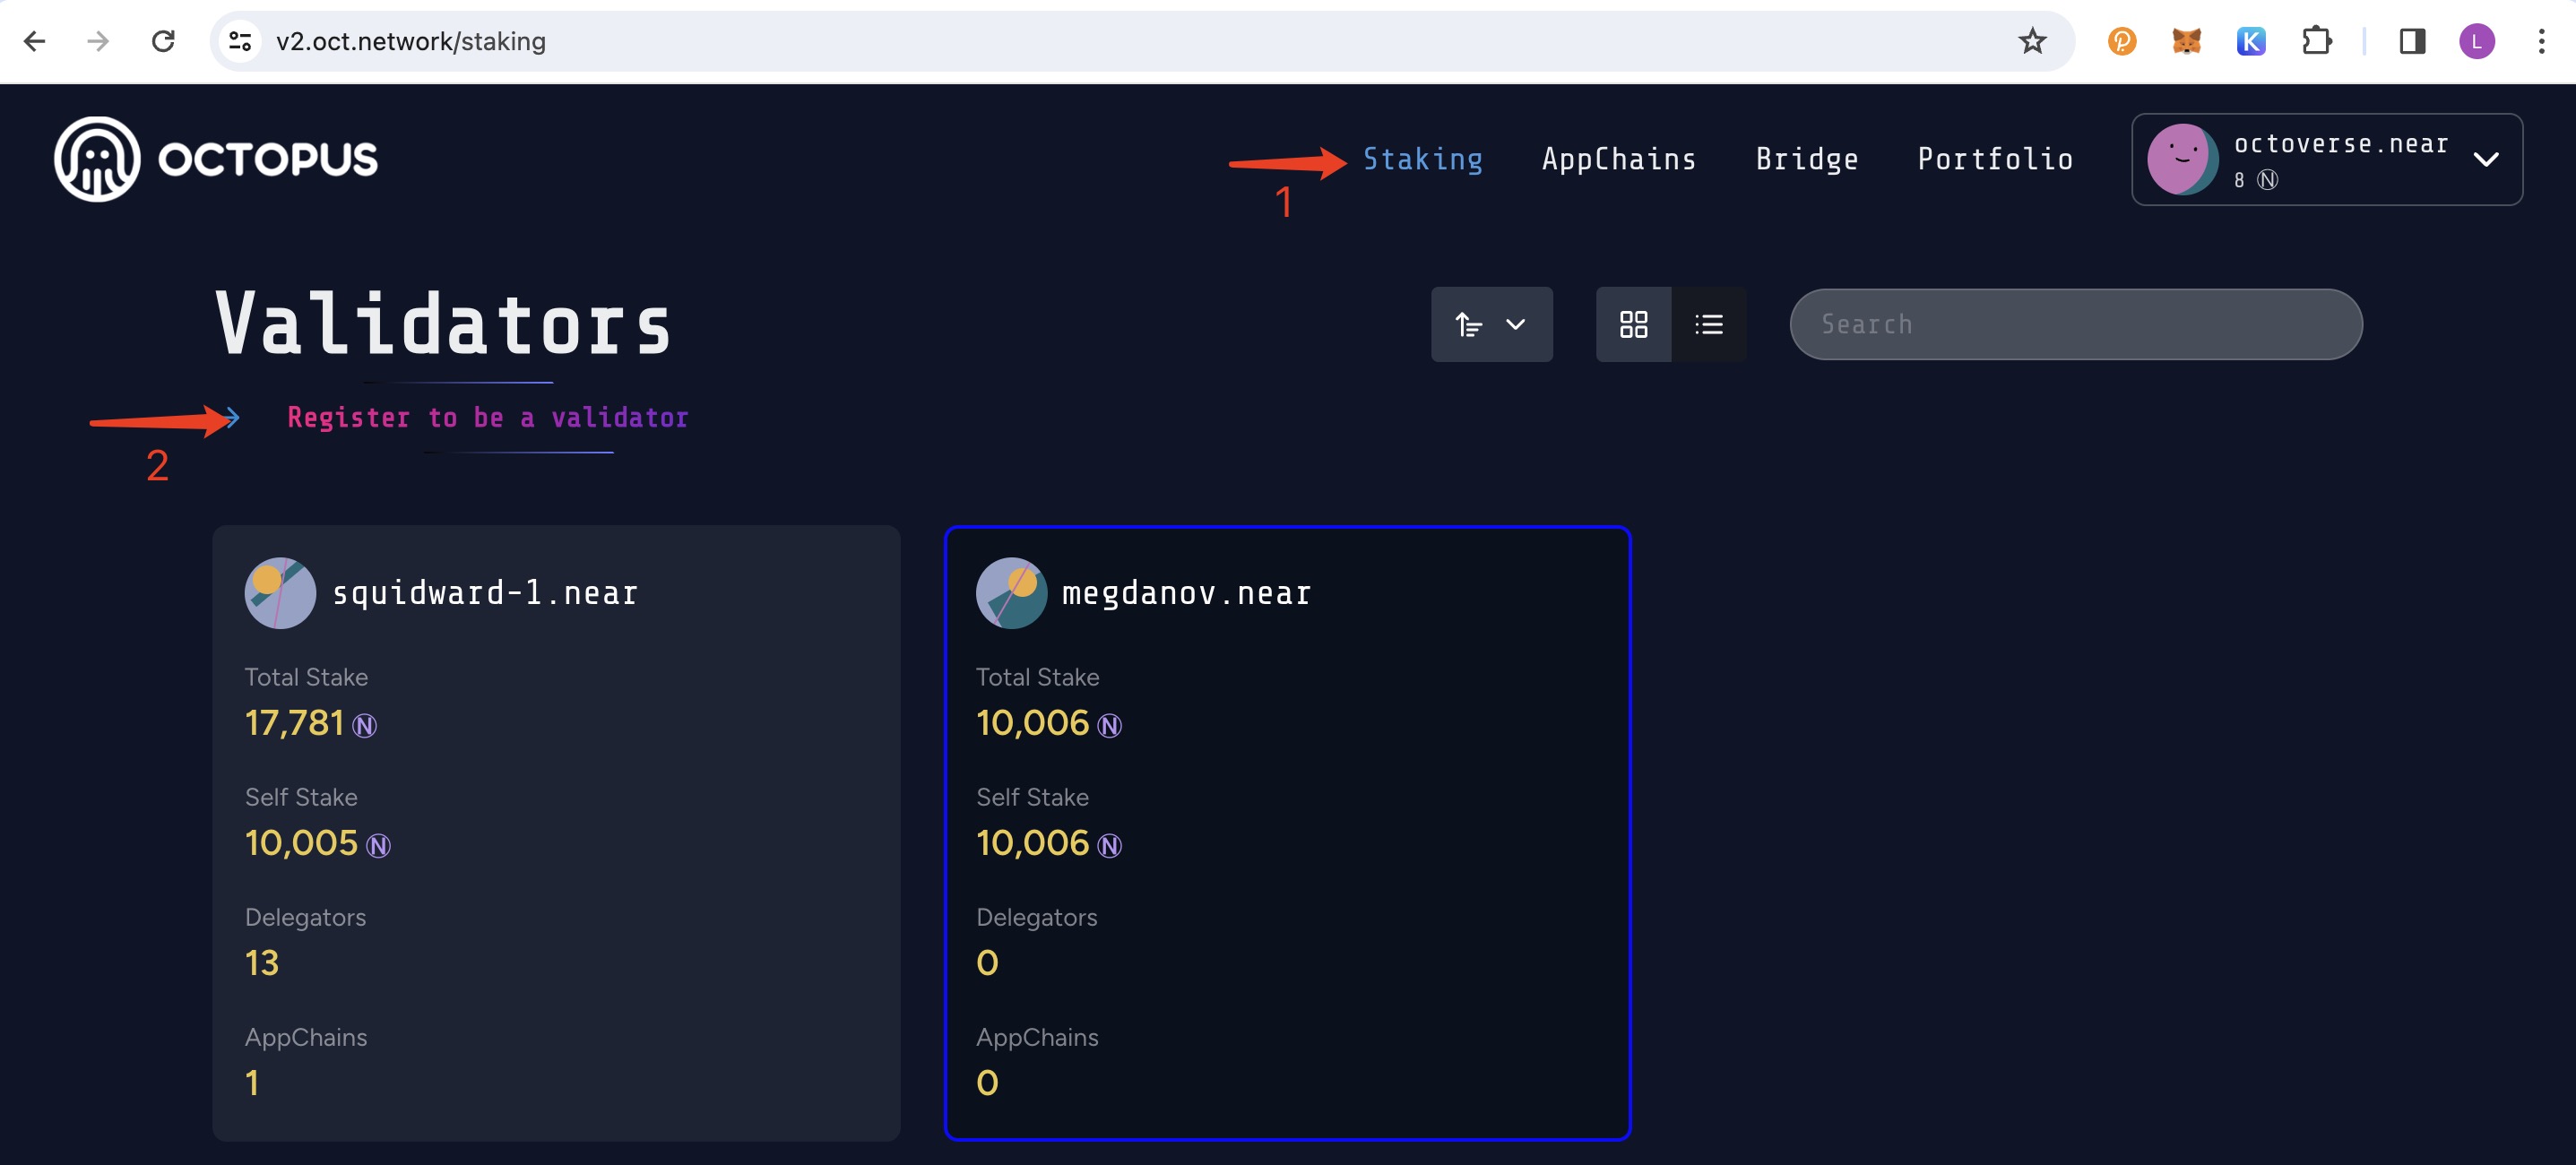 v2.oct.network/staking
L
OCTOPUS
Staking
AppChains
Bridge
Portfolio
octoverse.near
8 Ⓝ
1
Validators
Search
Register to be a validator
2
squidward-1.near
Total Stake
17,781 Ⓝ
Self Stake
10,005 Ⓝ
Delegators
13
AppChains
1
megdanov.near
Total Stake
10,006 Ⓝ
Self Stake
10,006 Ⓝ
Delegators
0
AppChains
0